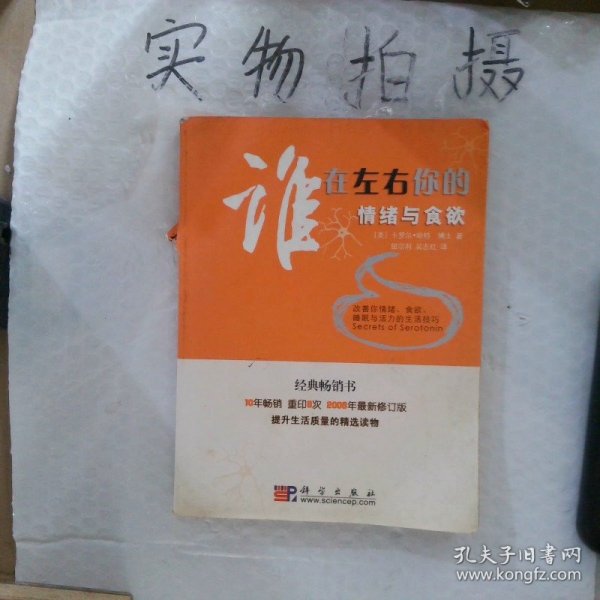 实物拍摄
谁在左右你的
情绪与食欲
[美]卡罗尔·哈特 博士 著
改善你情绪、食欲、
睡眠与活力的生活技巧
Secrets of Serotonin
经典畅销书
10年畅销 重印8次 2008年最新修订版
提升生活质量的精选读物
科学出版社
www.sciencep.com
孔夫子旧书网
www.kongfz.com